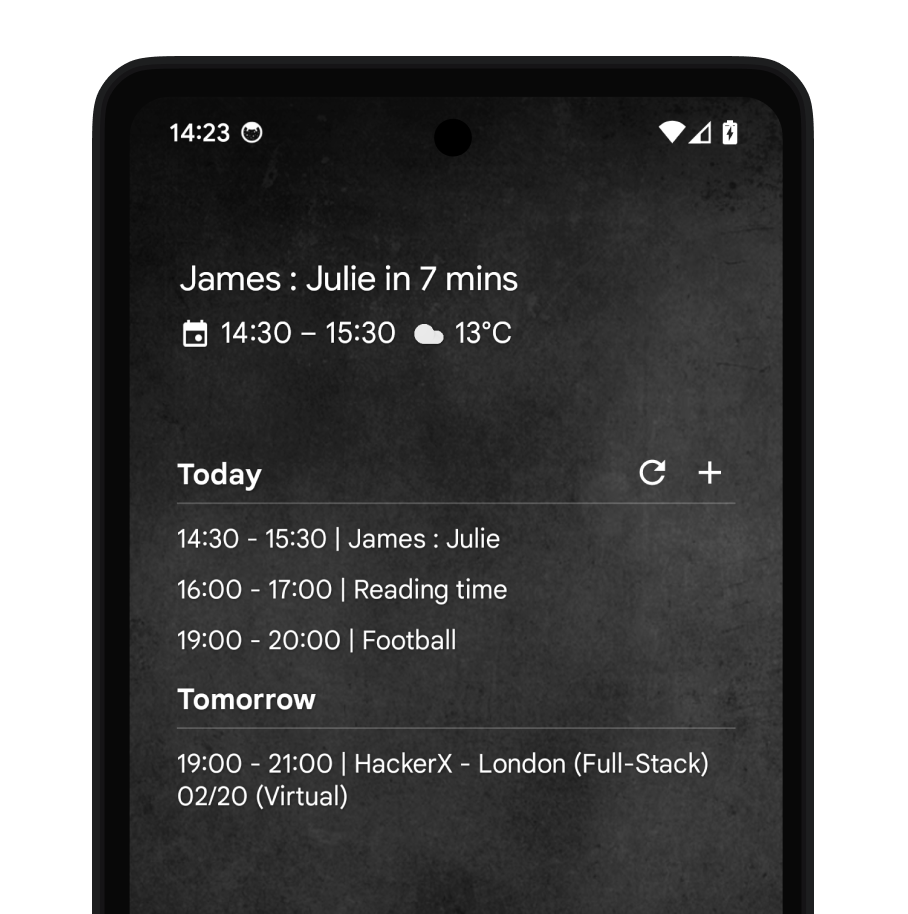 14:23
James : Julie in 7 mins
14:30 – 15:30 13°C
Today
14:30 - 15:30 | James : Julie
16:00 - 17:00 | Reading time
19:00 - 20:00 | Football
Tomorrow
19:00 - 21:00 | HackerX - London (Full-Stack)
02/20 (Virtual)